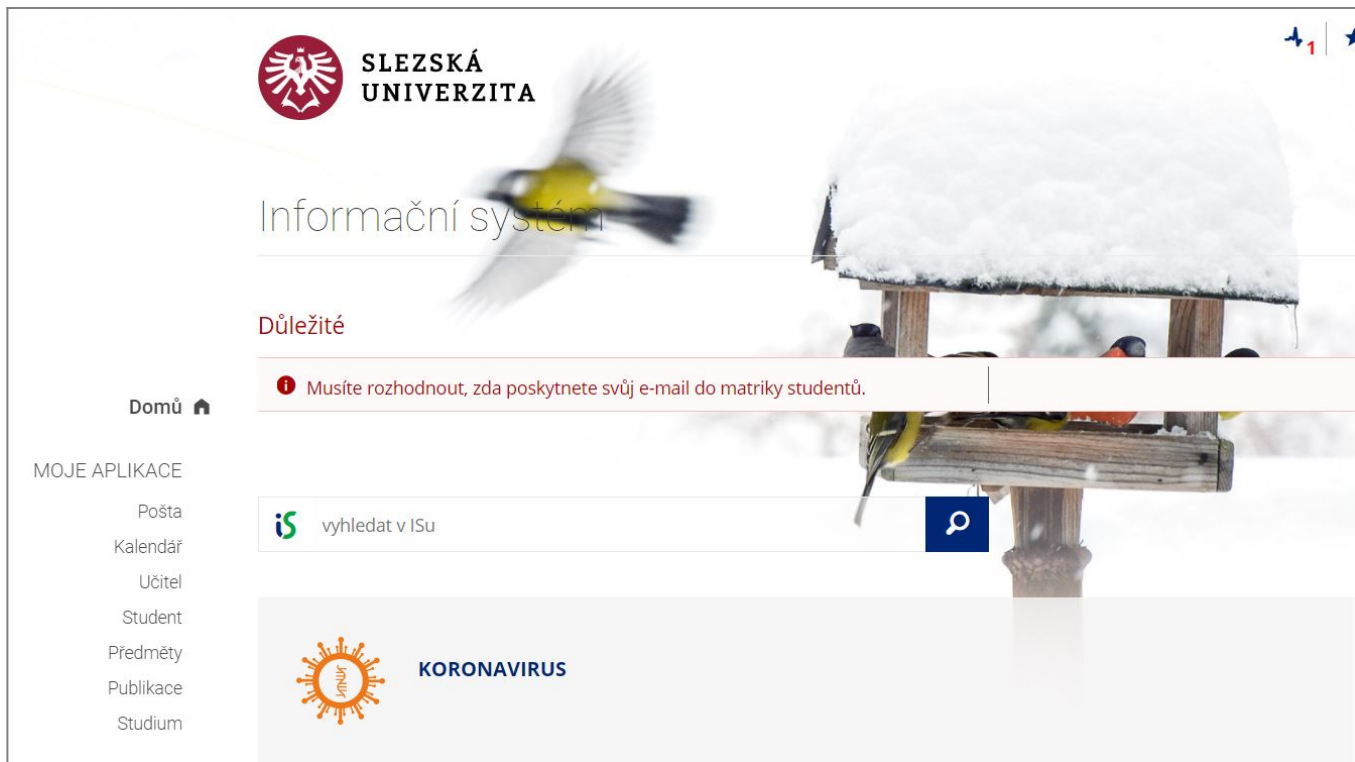 SLEZSKÁ
UNIVERZITA
1
Informační systém
Důležité
Musíte rozhodnout, zda poskytnete svůj e-mail do matriky studentů.
Domů
MOJE APLIKACE
Pošta
Kalendář
Učitel
Student
Předměty
Publikace
Studium
iS vyhledat v ISu
KORONAVIRUS